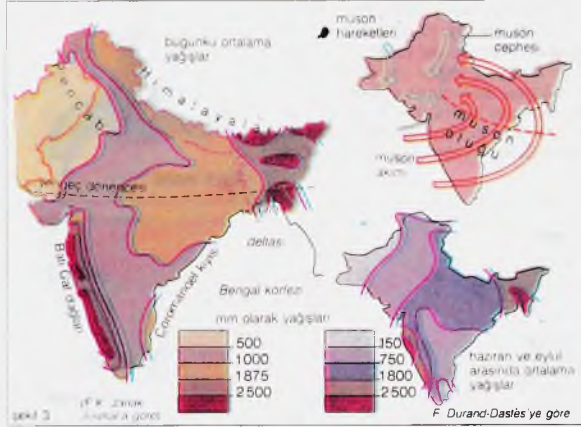 bugünkü ortalama
yağışlar
Pencab
Himalayalar
dönencesi
Batı Gat dağları
Coromandel kıyısı
deltası
Bengal körfezi
mm olarak yağışlar
500
1000
1875
2500
şekil 3
muson
hareketleri
muson
cephesi
muson
oluğu
muson
akımı
150
750
1800
2500
haziran ve eylül
arasında ortalama
yağışlar
F. Durand-Dastès'ye göre